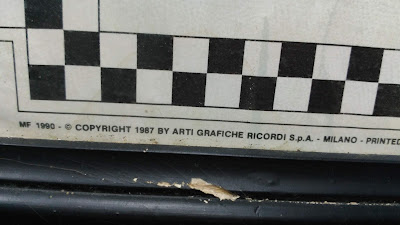 MF 1990 - © COPYRIGHT 1987 BY ARTI GRAFICHE RICORDI S.p.A. - MILANO - PRINTED